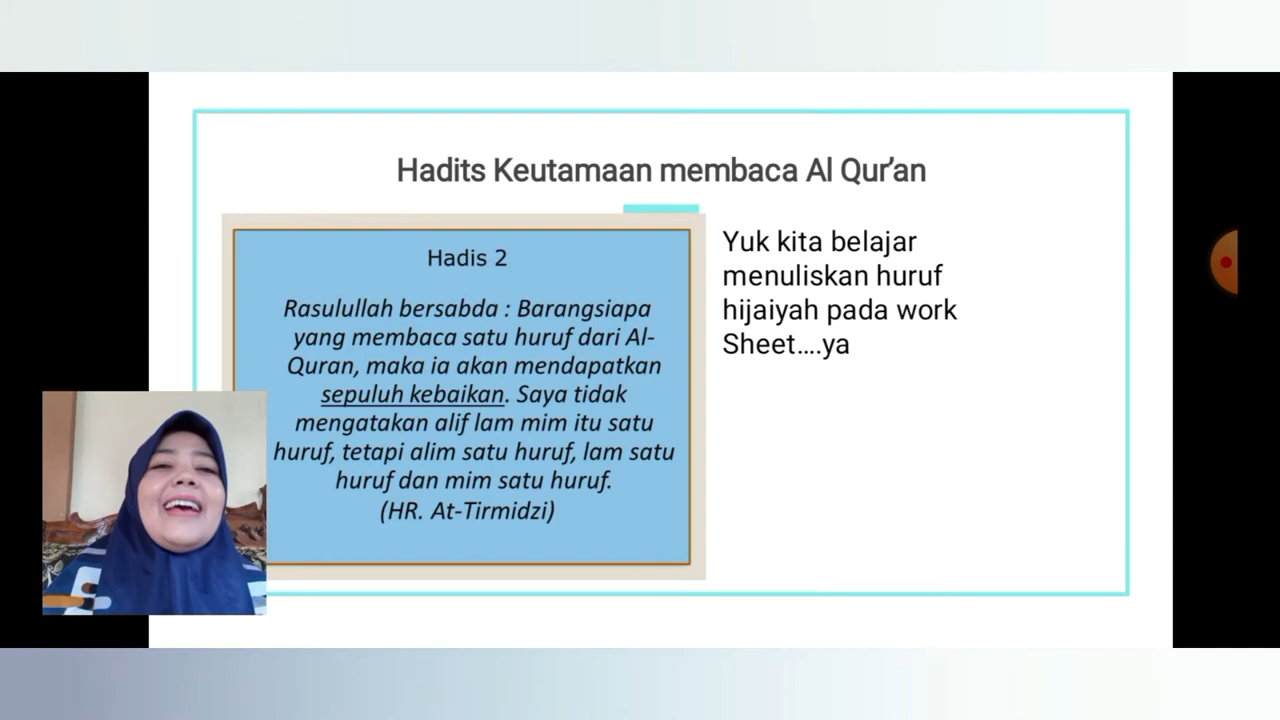 Hadits Keutamaan membaca Al Qur’an
Hadis 2
Rasulullah bersabda : Barangsiapa
yang membaca satu huruf dari Al-
Quran, maka ia akan mendapatkan
sepuluh kebaikan. Saya tidak
mengatakan alif lam mim itu satu
huruf, tetapi alim satu huruf, lam satu
huruf dan mim satu huruf.
(HR. At-Tirmidzi)
Yuk kita belajar
menuliskan huruf
hijaiyah pada work
Sheet....ya